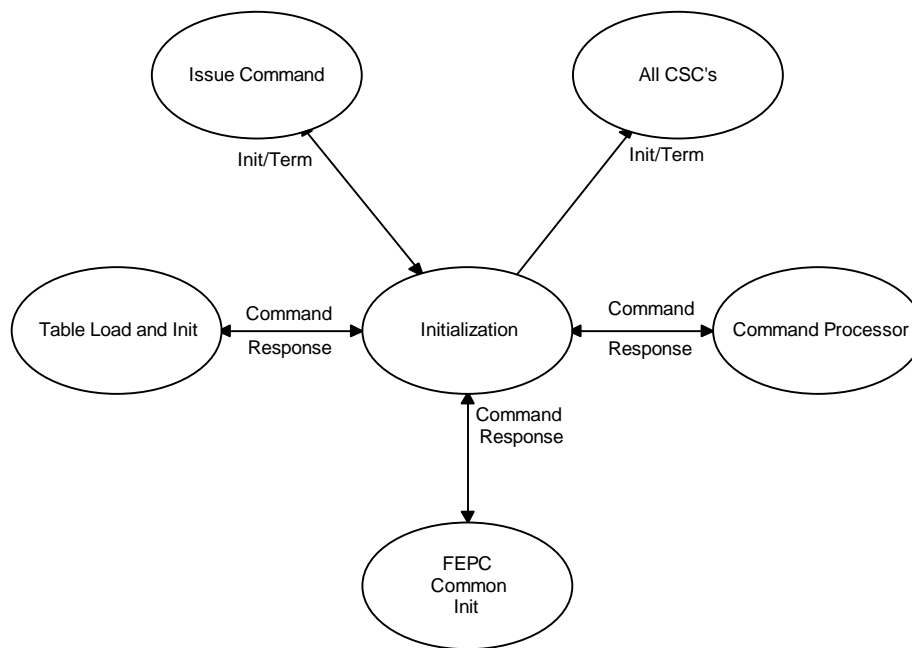 Issue Command
All CSC's
Init/Term
Init/Term
Command
Command
Table Load and Init
Initialization
Command Processor
Response
Response
Command
Response
FEPC
Common
Init